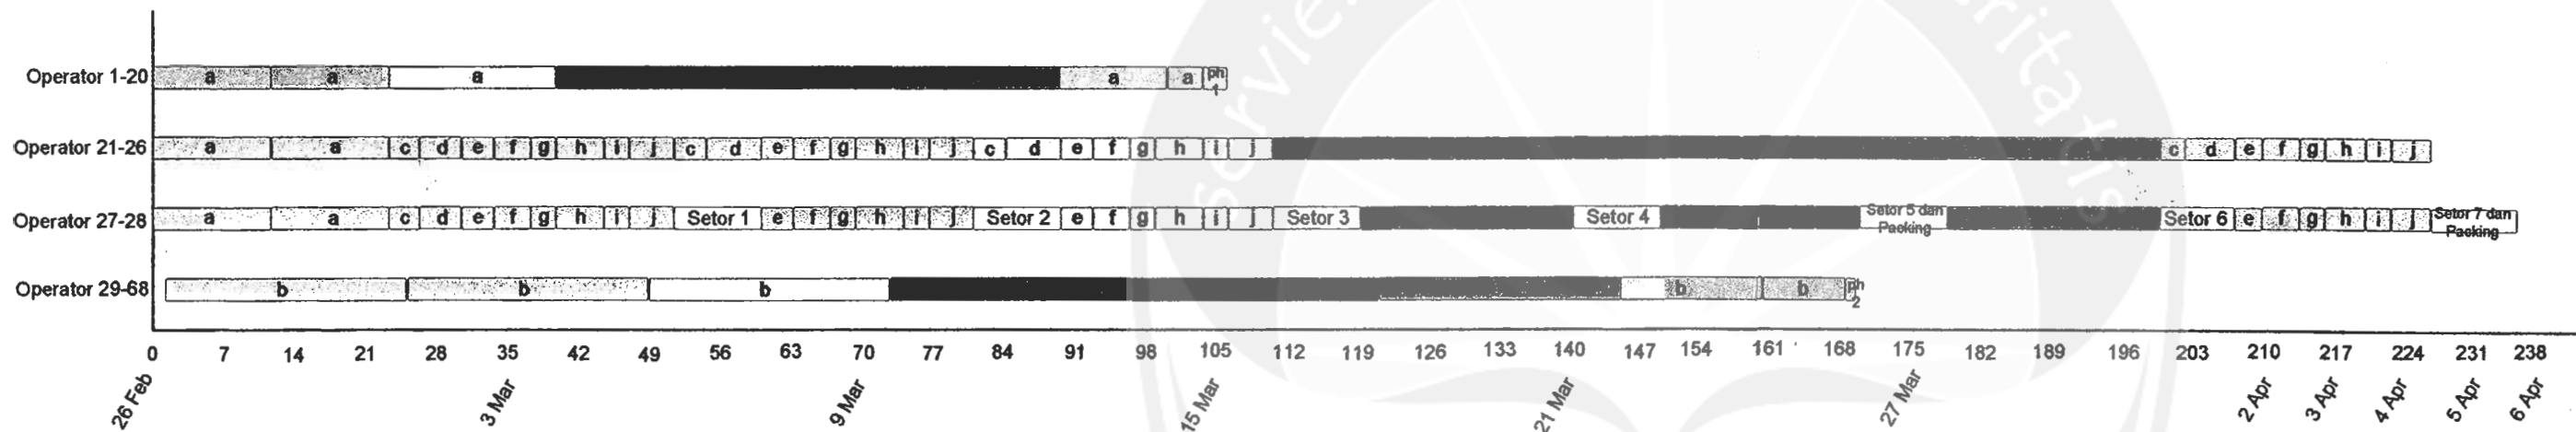 servie
ritatis
Operator 1-20 a a a a a ph 1
Operator 21-26 a a c d e f g h i j c d e f g h i j c d e f g h i j c d e f g h i j
Operator 27-28 a a c d e f g h i j Setor 1 e f g h i j Setor 2 e f g h i j Setor 3 Setor 4 Setor 5 dan Packing Setor 6 e f g h i j Setor 7 dan Packing
Operator 29-68 b b b b b ph 2
0 7 14 21 28 35 42 49 56 63 70 77 84 91 98 105 112 119 126 133 140 147 154 161 168 175 182 189 196 203 210 217 224 231 238
26 Feb 3 Mar 9 Mar 15 Mar 21 Mar 27 Mar 2 Apr 3 Apr 4 Apr 5 Apr 6 Apr